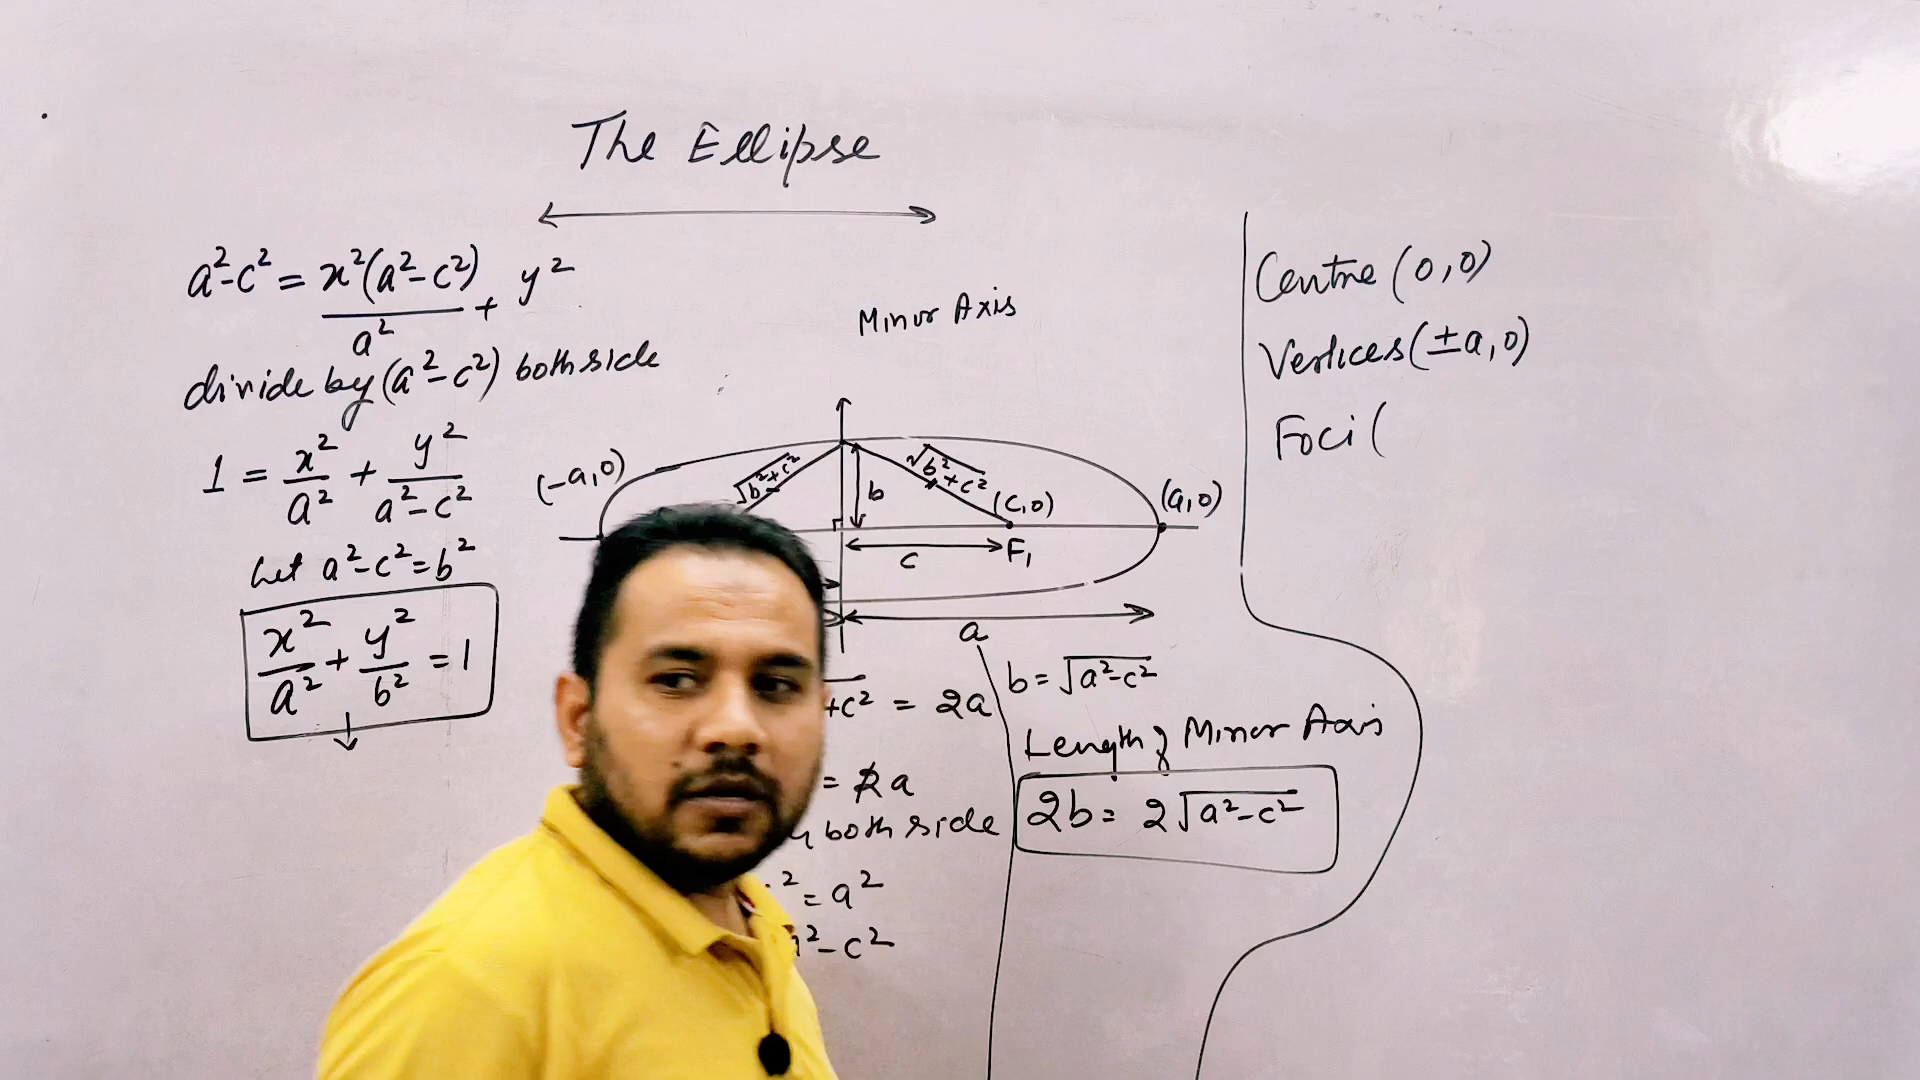 The Ellipse
a²-c² = x²(a²-c²)/a² + y²
divide by (a²-c²) both side
1 = x²/a² + y²/a²-c²
Let a²-c² = b²
x²/a² + y²/b² = 1
Minor Axis
(-a,0)
√b²+c²
√b²+c²
b
(c,0)
(a,0)
c
F₁
a
+c² = 2a
= 2a
both side
² = a²
a²-c²
b = √a²-c²
Length of Minor Axis
2b = 2√a²-c²
Centre (0,0)
Vertices (±a,0)
Foci (